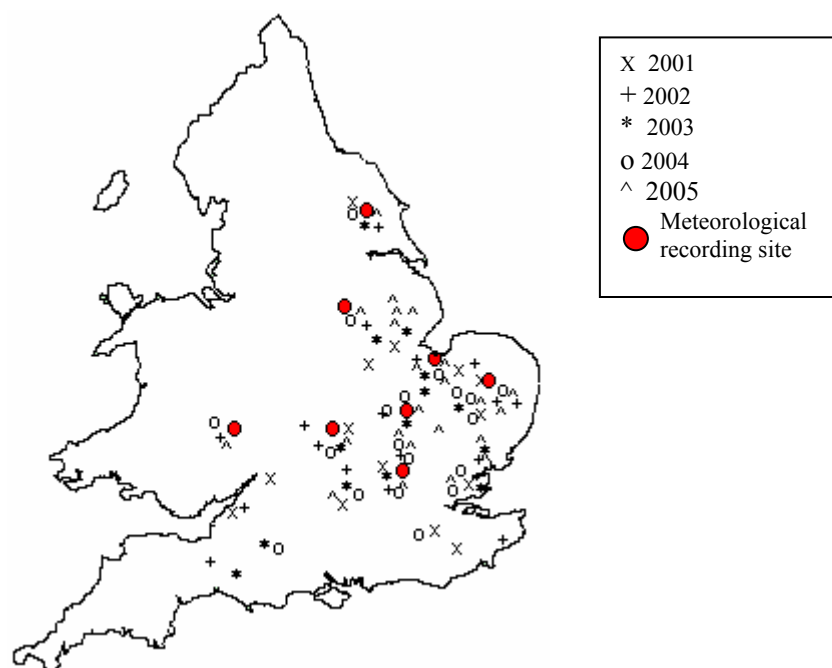 x 2001
+ 2002
* 2003
o 2004
^ 2005
Meteorological
recording site